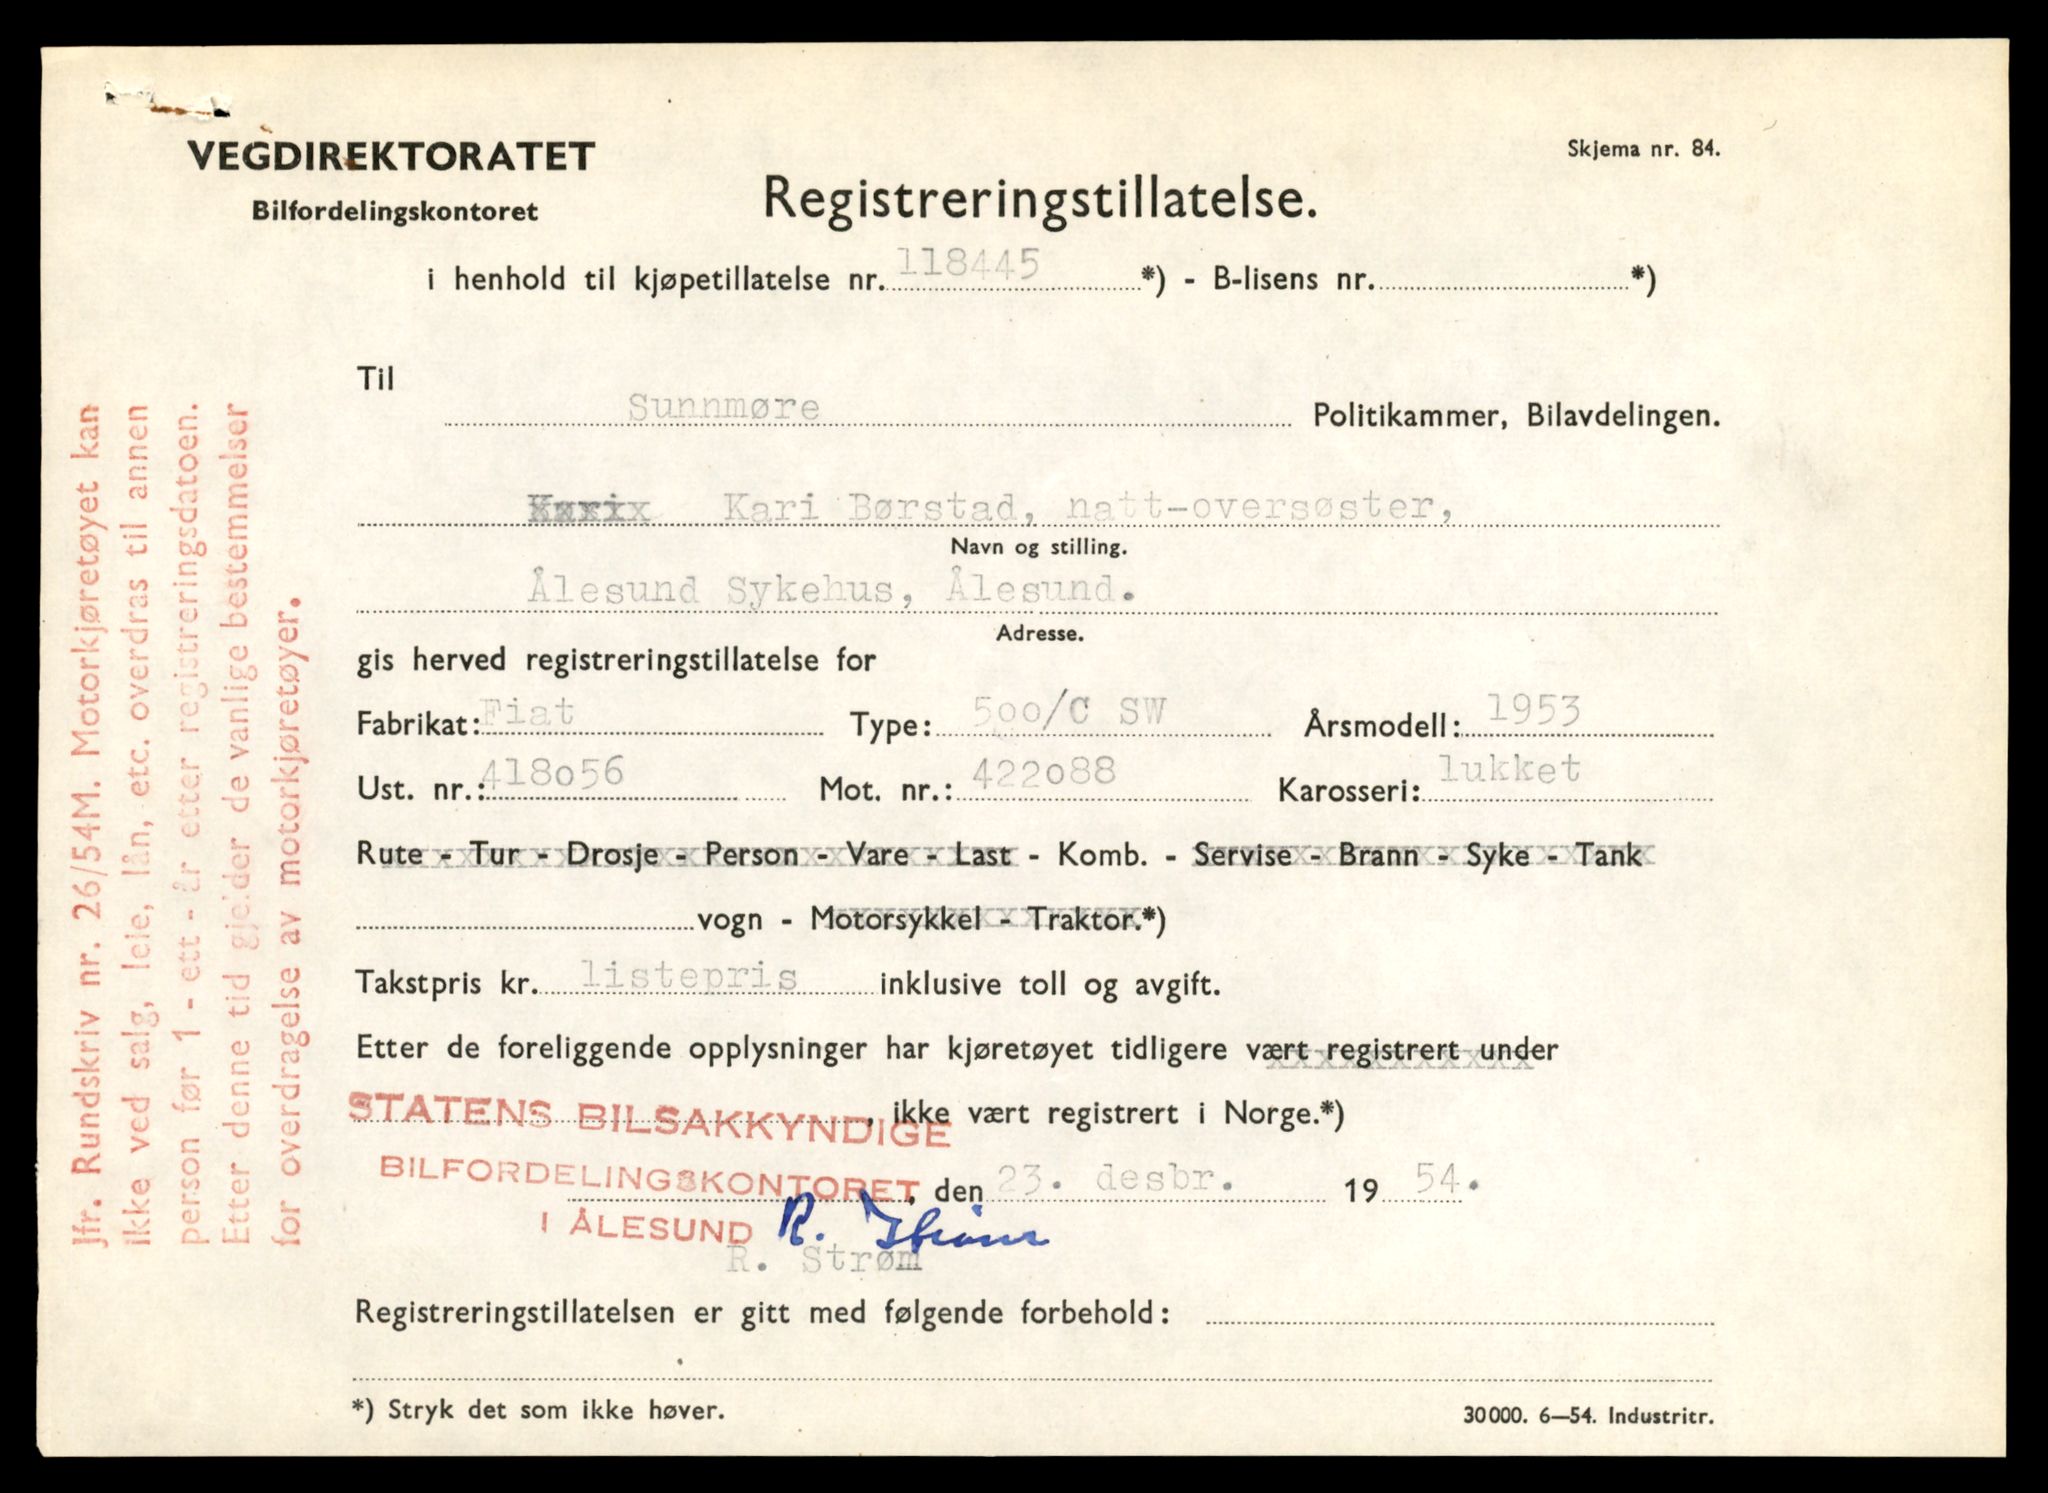 VEGDIREKTORATET
Bilfordelingskontoret
Skjema nr. 84.
Registreringstillatelse.
i henhold til kjøpetillatelse nr. 118445 *) - B-lisens nr. *)
Til
Sunnmøre Politikammer, Bilavdelingen.
Kari Børstad, natt-oversøster,
Navn og stilling.
Ålesund Sykehus, Ålesund.
Adresse.
gis herved registreringstillatelse for
Fabrikat: Fiat Type: 500/C SW Årsmodell: 1953
Ust. nr.: 418056 Mot. nr.: 422088 Karosseri: lukket
Rute - Tur - Drosje - Person - Vare - Last - Komb. - Servise - Brann - Syke - Tank
vogn - Motorsykkel - Traktor.*)
Takstpris kr. listepris inklusive toll og avgift.
Etter de foreliggende opplysninger har kjøretøyet tidligere vært registrert under
, ikke vært registrert i Norge.*)
STATENS BILSAKKYNDIGE
BILFORDELINGSKONTORET
I ÅLESUND
, den 23. desbr. 19 54.
R. Strøm
R. Strøm
Registreringstillatelsen er gitt med følgende forbehold:
*) Stryk det som ikke høver.
30000. 6—54. Industritr.
Jfr. Rundskriv nr. 26/54M. Motorkjøretøyet kan
ikke ved salg, leie, lån, etc. overdras til annen
person før 1 - ett - år etter registreringsdatoen.
Etter denne tid gjelder de vanlige bestemmelser
for overdragelse av motorkjøretøyer.